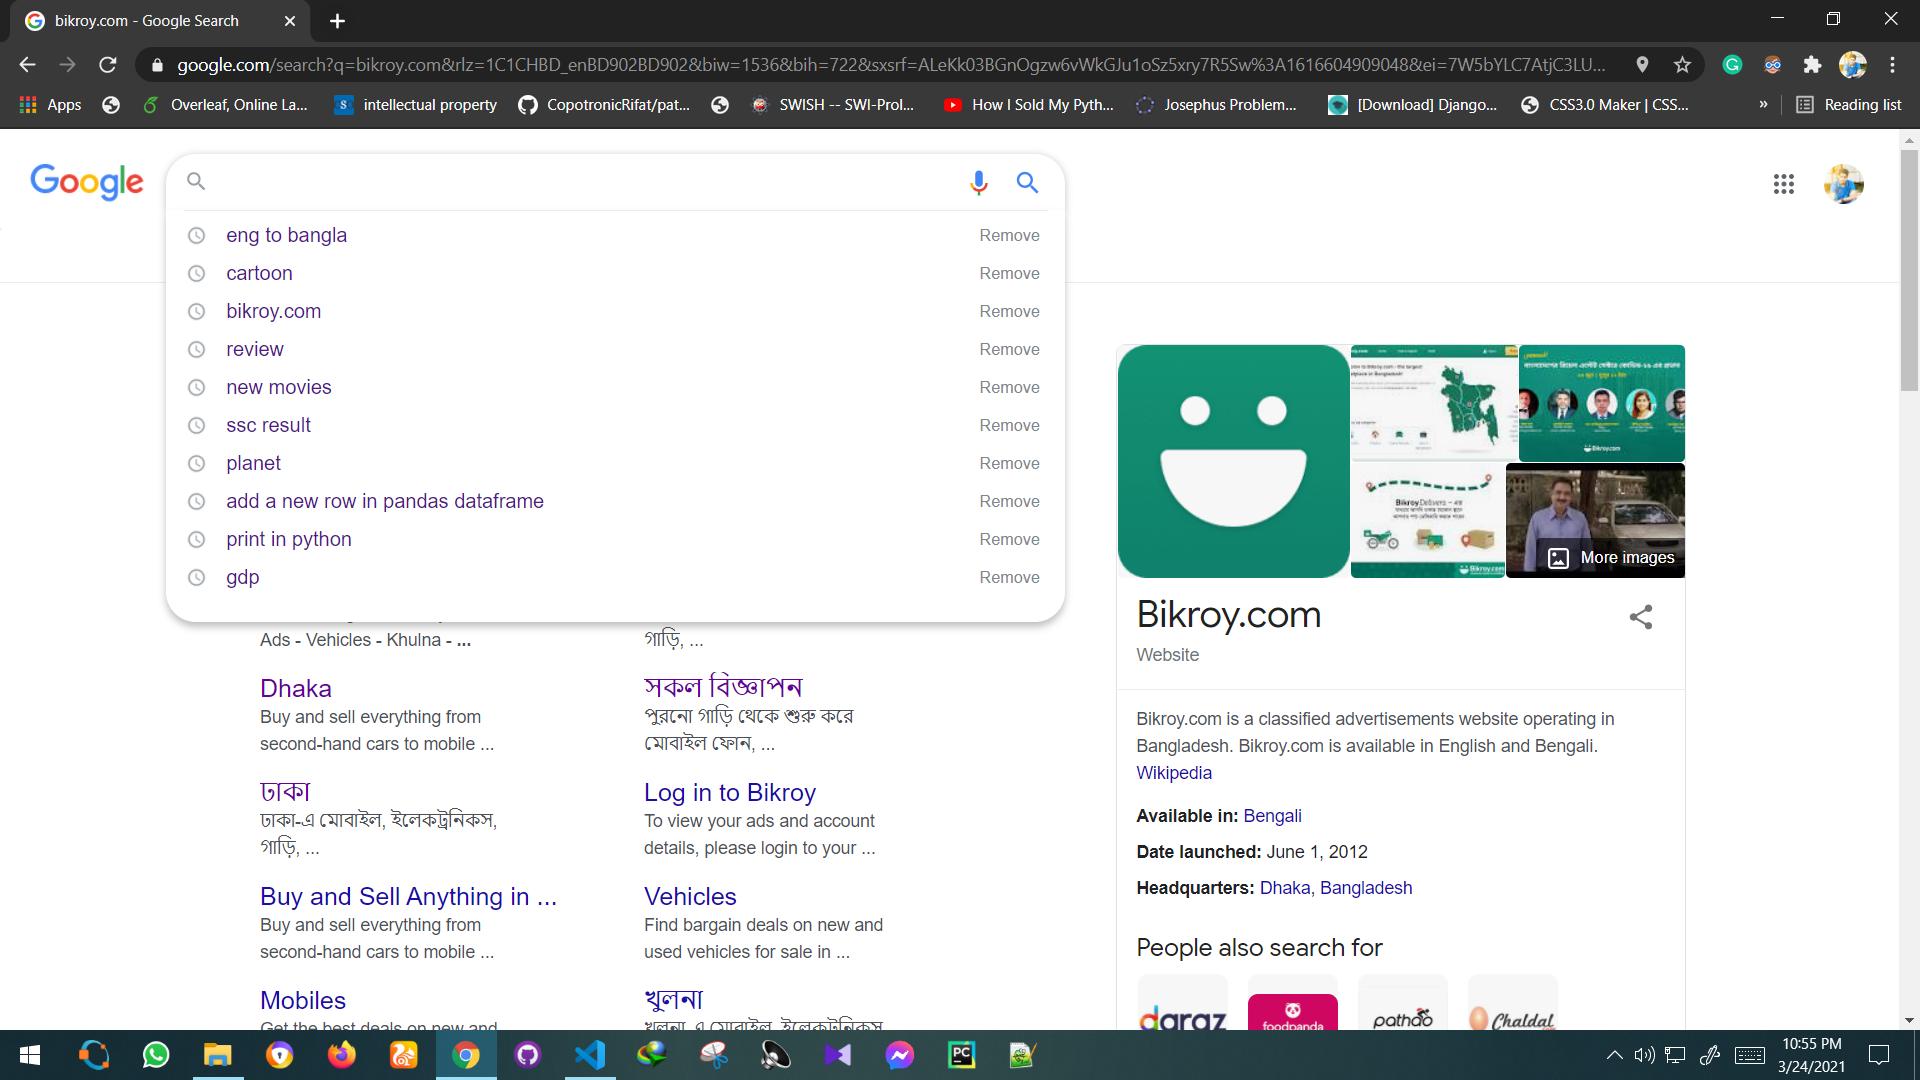 bikroy.com - Google Search
google.com/search?q=bikroy.com&rlz=1C1CHBD_enBD902BD902&biw=1536&bih=722&sxsrf=ALeKk03BGnOgzw6vWkGJu1oSz5xry7R5Sw%3A1616604909048&ei=7W5bYLC7AtjC3LU...
Apps
Overleaf, Online La...
intellectual property
CopotronicRifat/pat...
SWISH -- SWI-Prol...
How I Sold My Pyth...
Josephus Problem...
[Download] Django...
CSS3.0 Maker | CSS...
»
Reading list
Google
eng to bangla Remove
cartoon Remove
bikroy.com Remove
review Remove
new movies Remove
ssc result Remove
planet Remove
add a new row in pandas dataframe Remove
print in python Remove
gdp Remove
Ads - Vehicles - Khulna - ...
গাড়ি, ...
Dhaka
Buy and sell everything from
second-hand cars to mobile ...
সকল বিজ্ঞাপন
পুরনো গাড়ি থেকে শুরু করে
মোবাইল ফোন, ...
ঢাকা
ঢাকা-এ মোবাইল, ইলেকট্রনিকস,
গাড়ি, ...
Log in to Bikroy
To view your ads and account
details, please login to your ...
Buy and Sell Anything in ...
Buy and sell everything from
second-hand cars to mobile ...
Vehicles
Find bargain deals on new and
used vehicles for sale in ...
Mobiles
Get the best deals on new and
খুলনা
খুলনা-এ মোবাইল, ইলেকট্রনিকস,
Bikroy.com
More images
Bikroy.com
Website
Bikroy.com is a classified advertisements website operating in
Bangladesh. Bikroy.com is available in English and Bengali.
Wikipedia
Available in: Bengali
Date launched: June 1, 2012
Headquarters: Dhaka, Bangladesh
People also search for
daraz
foodpanda
pathao
Chaldal
10:55 PM
3/24/2021